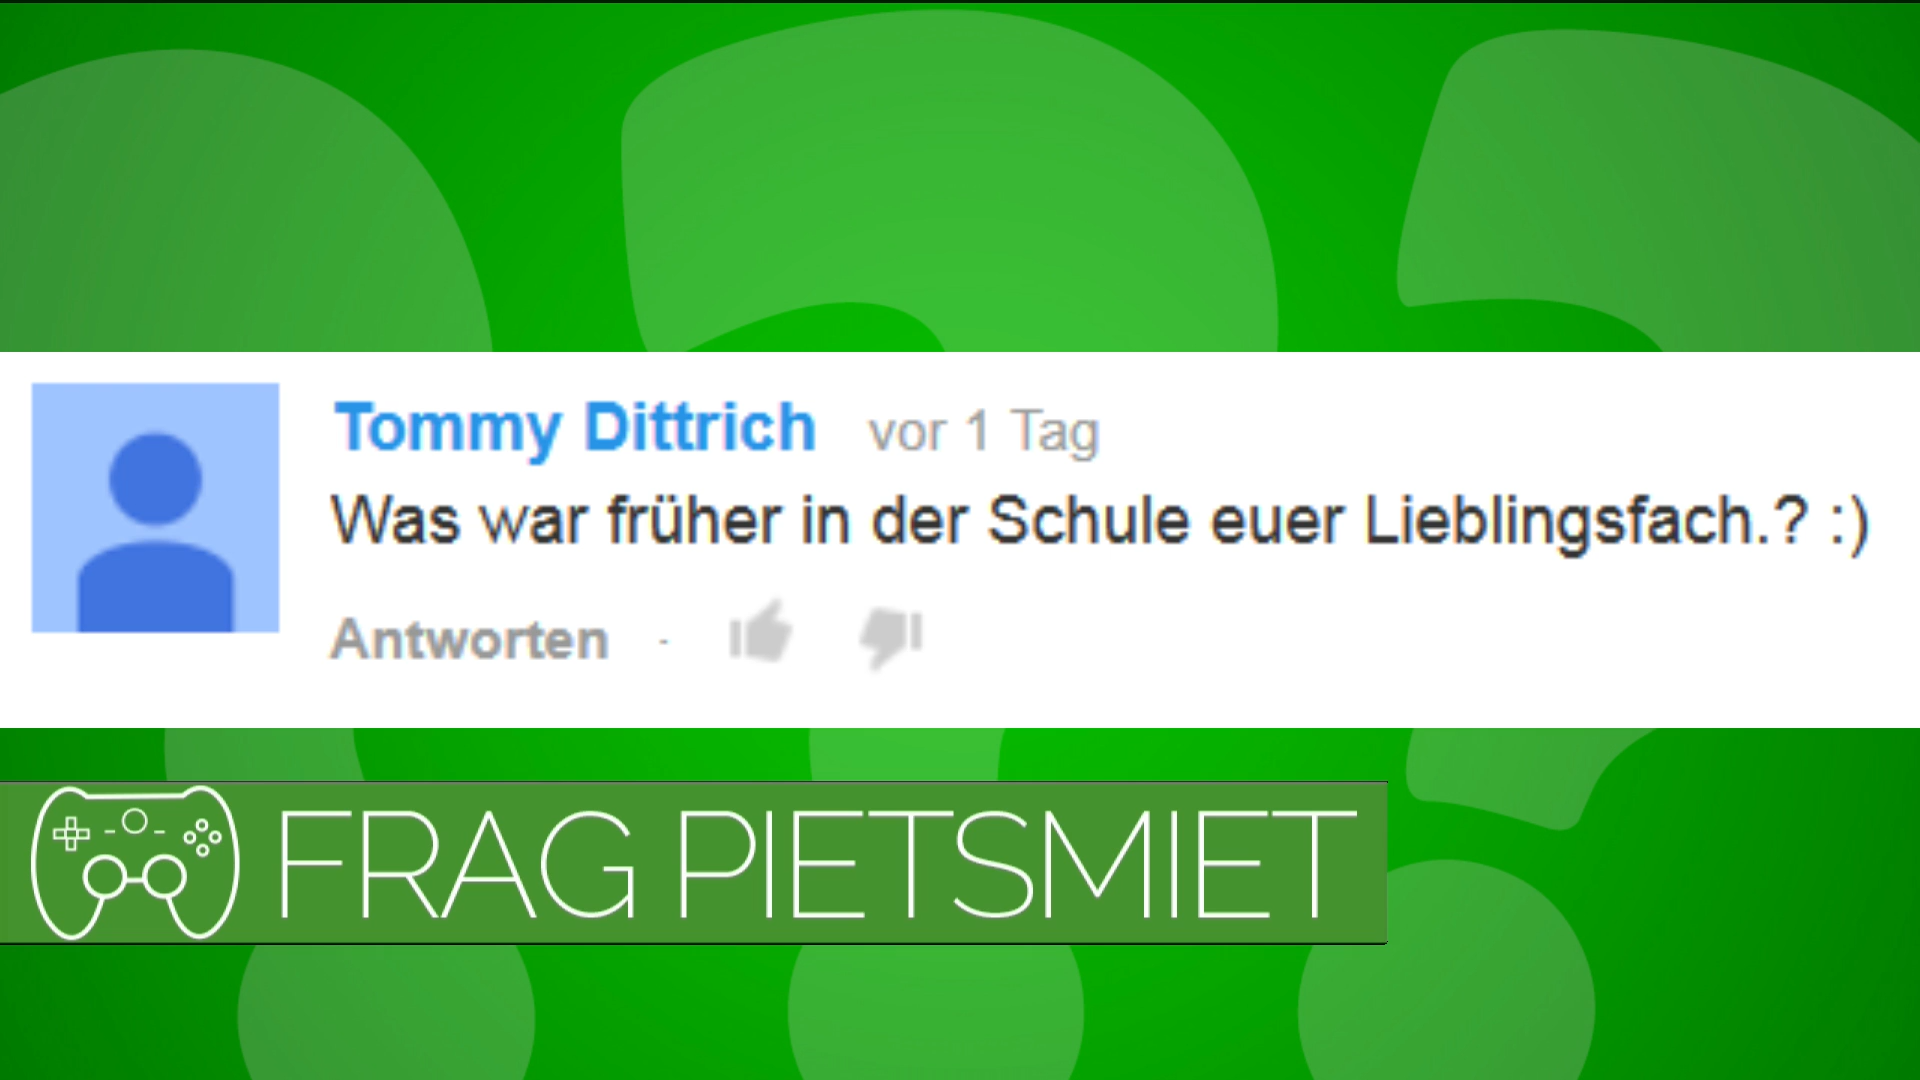 Tommy Dittrich vor 1 Tag
Was war früher in der Schule euer Lieblingsfach.? :)
Antworten ·
FRAG PIETSMIET